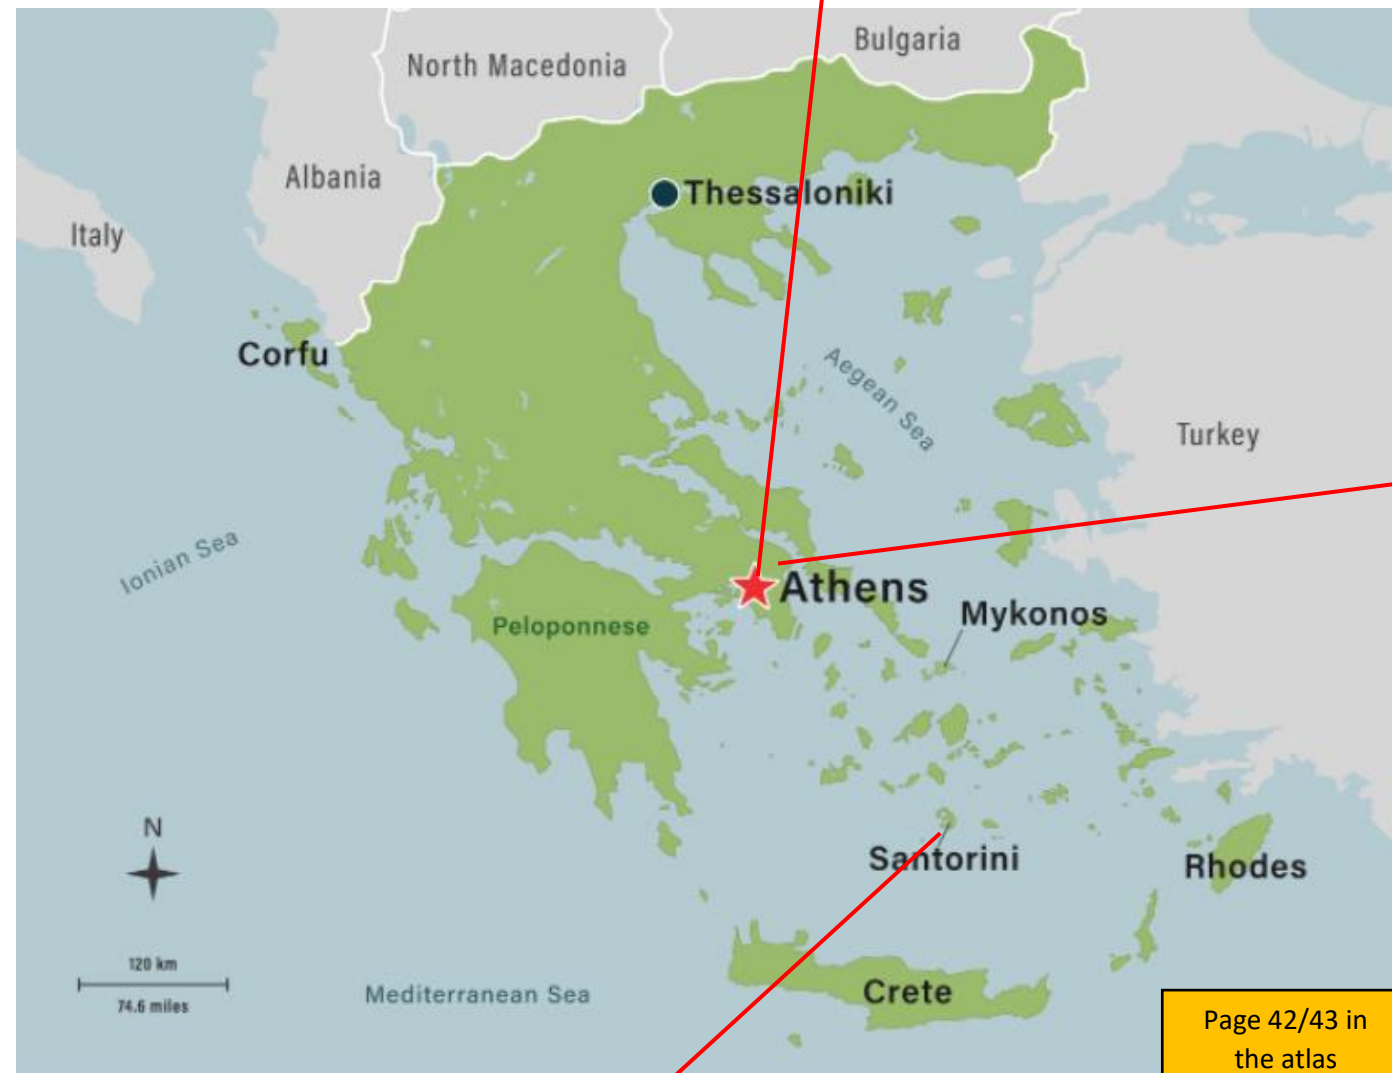 Bulgaria
North Macedonia
Albania
Thessaloniki
Italy
Corfu
Aegean Sea
Turkey
Ionian Sea
Athens
Mykonos
Peloponnese
N
Santorini
Rhodes
120 km
74.6 miles
Mediterranean Sea
Crete
Page 42/43 in
the atlas